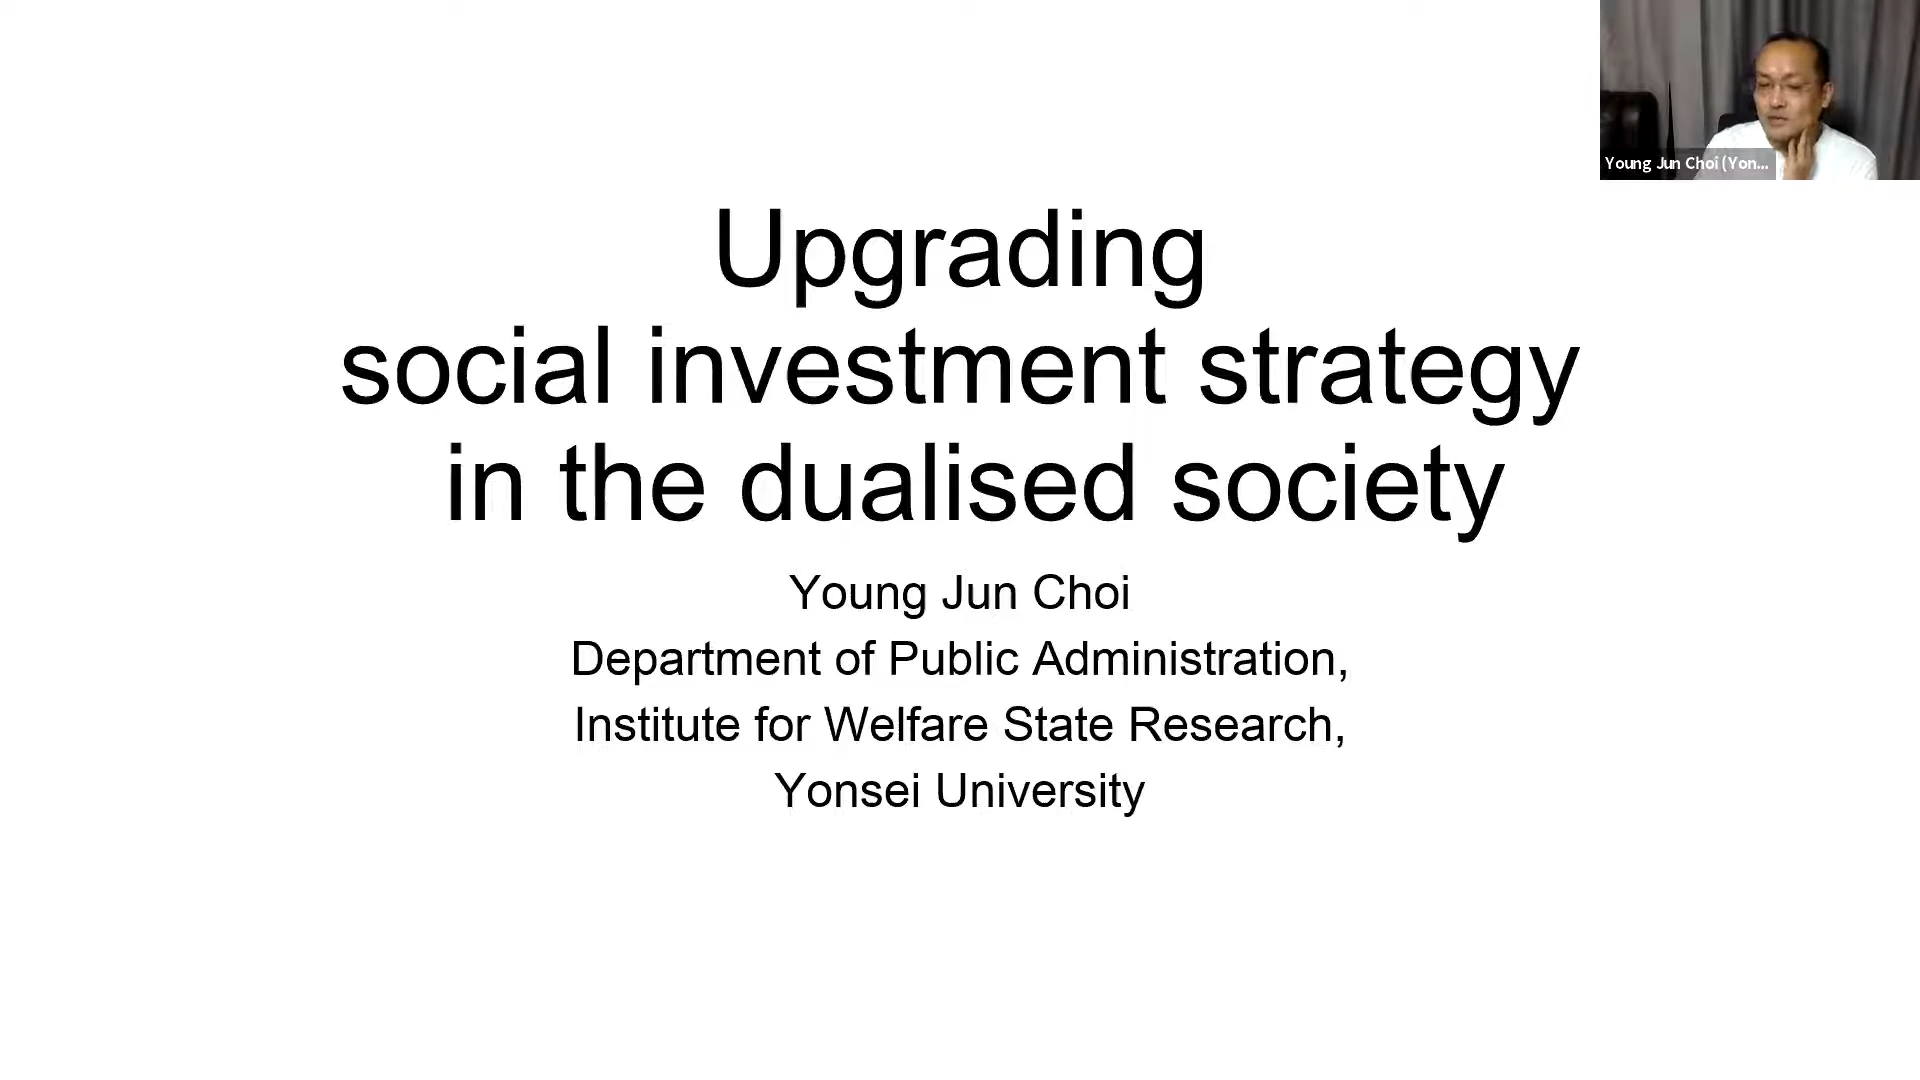 Young Jun Choi (Yon...
Upgrading
social investment strategy
in the dualised society
Young Jun Choi
Department of Public Administration,
Institute for Welfare State Research,
Yonsei University